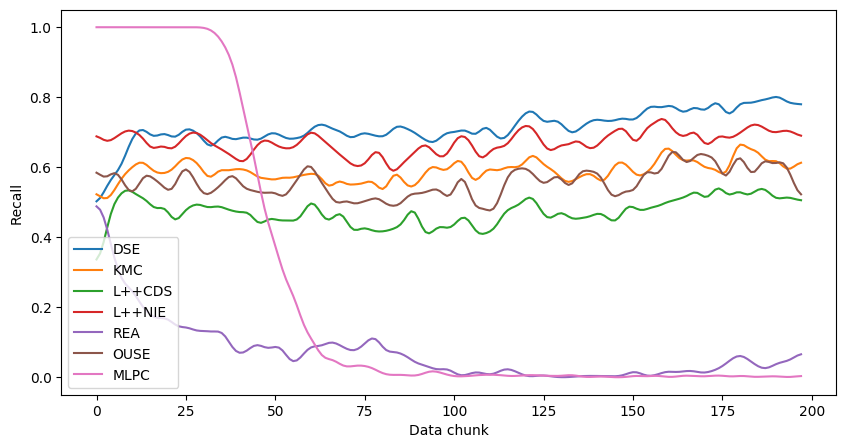 1.0
0.8
0.6
0.4
0.2
0.0
Recall
DSE
KMC
L++CDS
L++NIE
REA
OUSE
MLPC
0 25 50 75 100 125 150 175 200
Data chunk